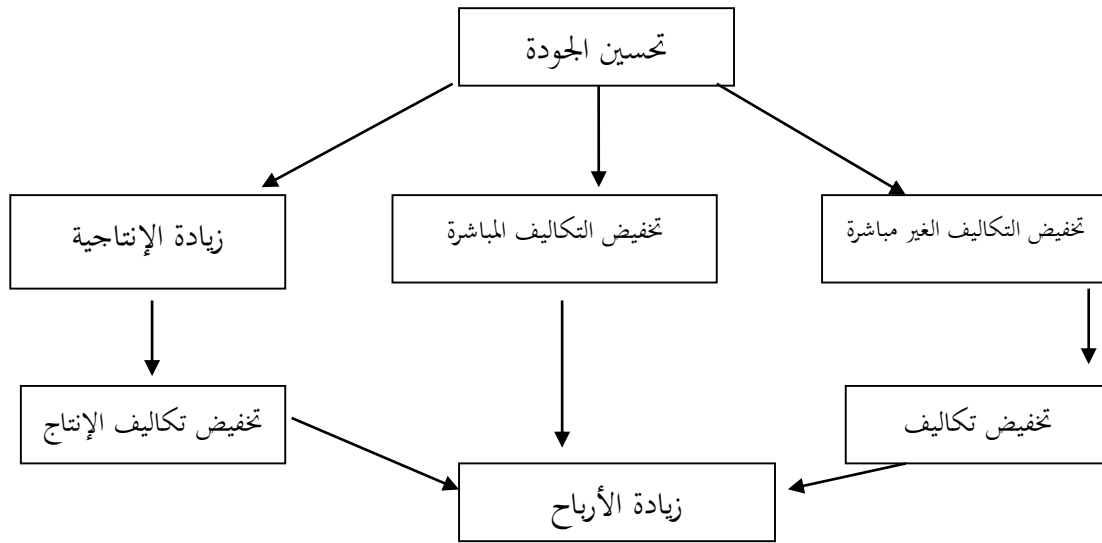 تحسين الجودة
تخفيض التكاليف الغير مباشرة
تخفيض التكاليف المباشرة
زيادة الإنتاجية
تخفيض تكاليف
تخفيض تكاليف الإنتاج
زيادة الأرباح